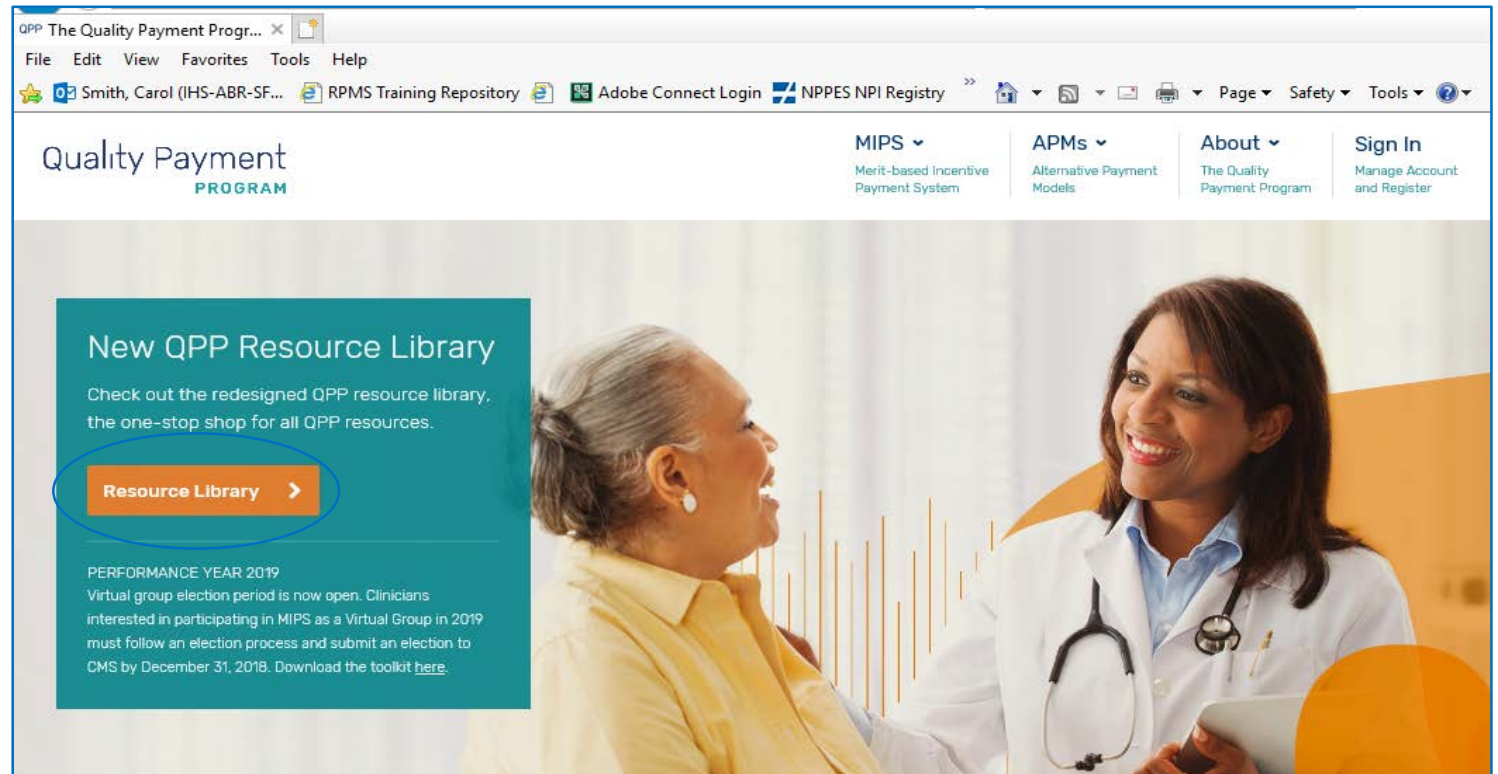 QPP The Quality Payment Progr...
File Edit View Favorites Tools Help
Smith, Carol (IHS-ABR-SF... RPMS Training Repository Adobe Connect Login NPPES NPI Registry » Page Safety Tools
Quality Payment
PROGRAM
MIPS
Merit-based Incentive
Payment System
APMs
Alternative Payment
Models
About
The Quality
Payment Program
Sign In
Manage Account
and Register
New QPP Resource Library
Check out the redesigned QPP resource library,
the one-stop shop for all QPP resources.
Resource Library
PERFORMANCE YEAR 2019
Virtual group election period is now open. Clinicians
interested in participating in MIPS as a Virtual Group in 2019
must follow an election process and submit an election to
CMS by December 31, 2018. Download the toolkit here.